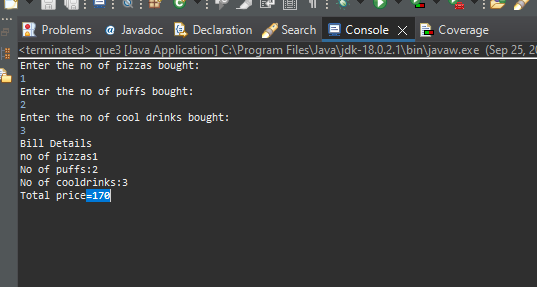 Problems @ Javadoc Declaration Search Console × Coverage
<terminated> que3 [Java Application] C:\Program Files\Java\jdk-18.0.2.1\bin\javaw.exe (Sep 25, 20
Enter the no of pizzas bought:
1
Enter the no of puffs bought:
2
Enter the no of cool drinks bought:
3
Bill Details
no of pizzas1
No of puffs:2
No of cooldrinks:3
Total price=170